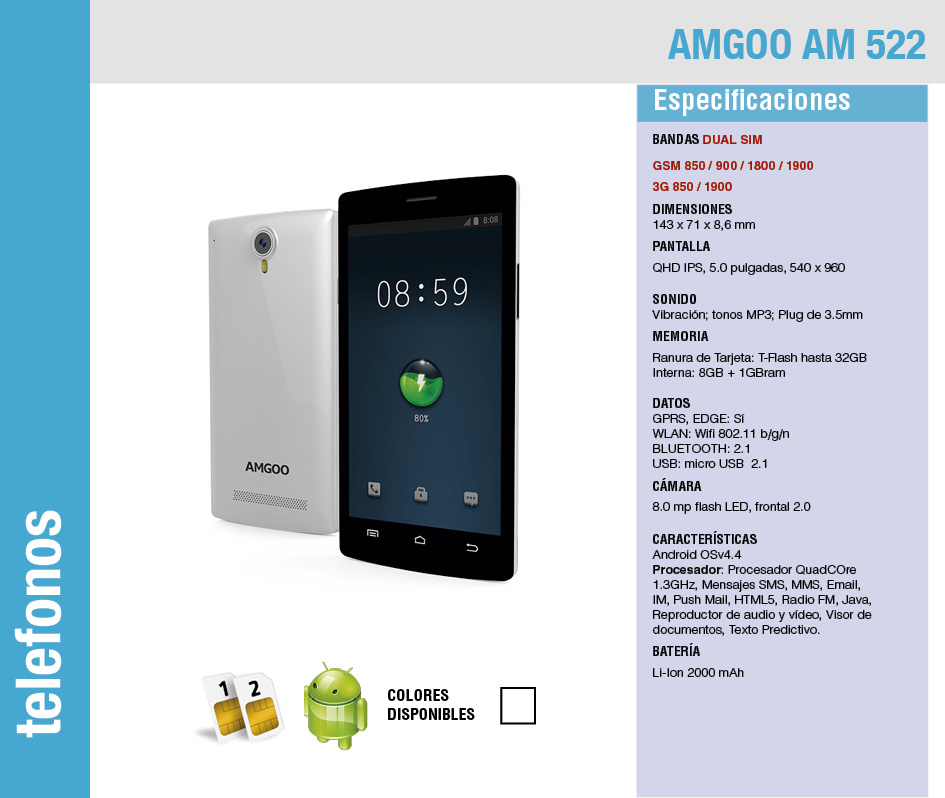 AMGOO AM 522
Especificaciones
BANDAS DUAL SIM
GSM 850 / 900 / 1800 / 1900
3G 850 / 1900
DIMENSIONES
143 x 71 x 8,6 mm
PANTALLA
QHD IPS, 5.0 pulgadas, 540 x 960
SONIDO
Vibración; tonos MP3; Plug de 3.5mm
MEMORIA
Ranura de Tarjeta: T-Flash hasta 32GB
Interna: 8GB + 1GBram
DATOS
GPRS, EDGE: Sí
WLAN: Wifi 802.11 b/g/n
BLUETOOTH: 2.1
USB: micro USB 2.1
CÁMARA
8.0 mp flash LED, frontal 2.0
CARACTERÍSTICAS
Android OSv4.4
Procesador: Procesador QuadCOre
1.3GHz, Mensajes SMS, MMS, Email,
IM, Push Mail, HTML5, Radio FM, Java,
Reproductor de audio y vídeo, Visor de
documentos, Texto Predictivo.
BATERÍA
Li-Ion 2000 mAh
8:08
08:59
80%
AMGOO
1 2
COLORES
DISPONIBLES
telefonos